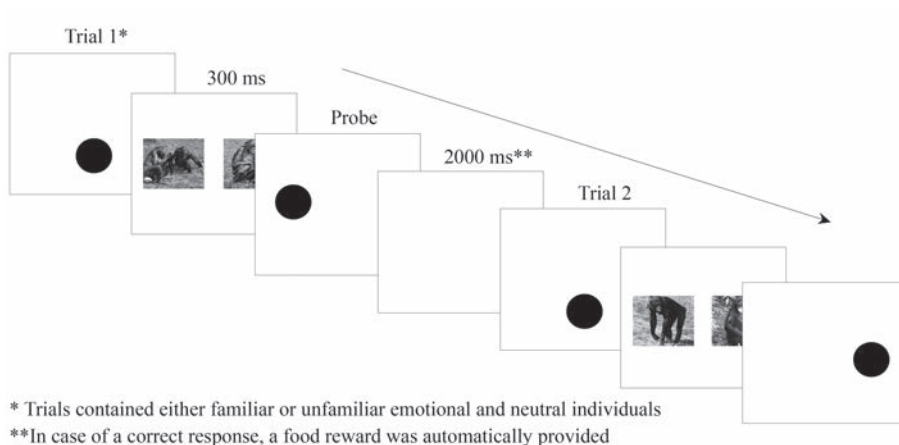 Trial 1*
300 ms
Probe
2000 ms**
Trial 2
* Trials contained either familiar or unfamiliar emotional and neutral individuals
**In case of a correct response, a food reward was automatically provided